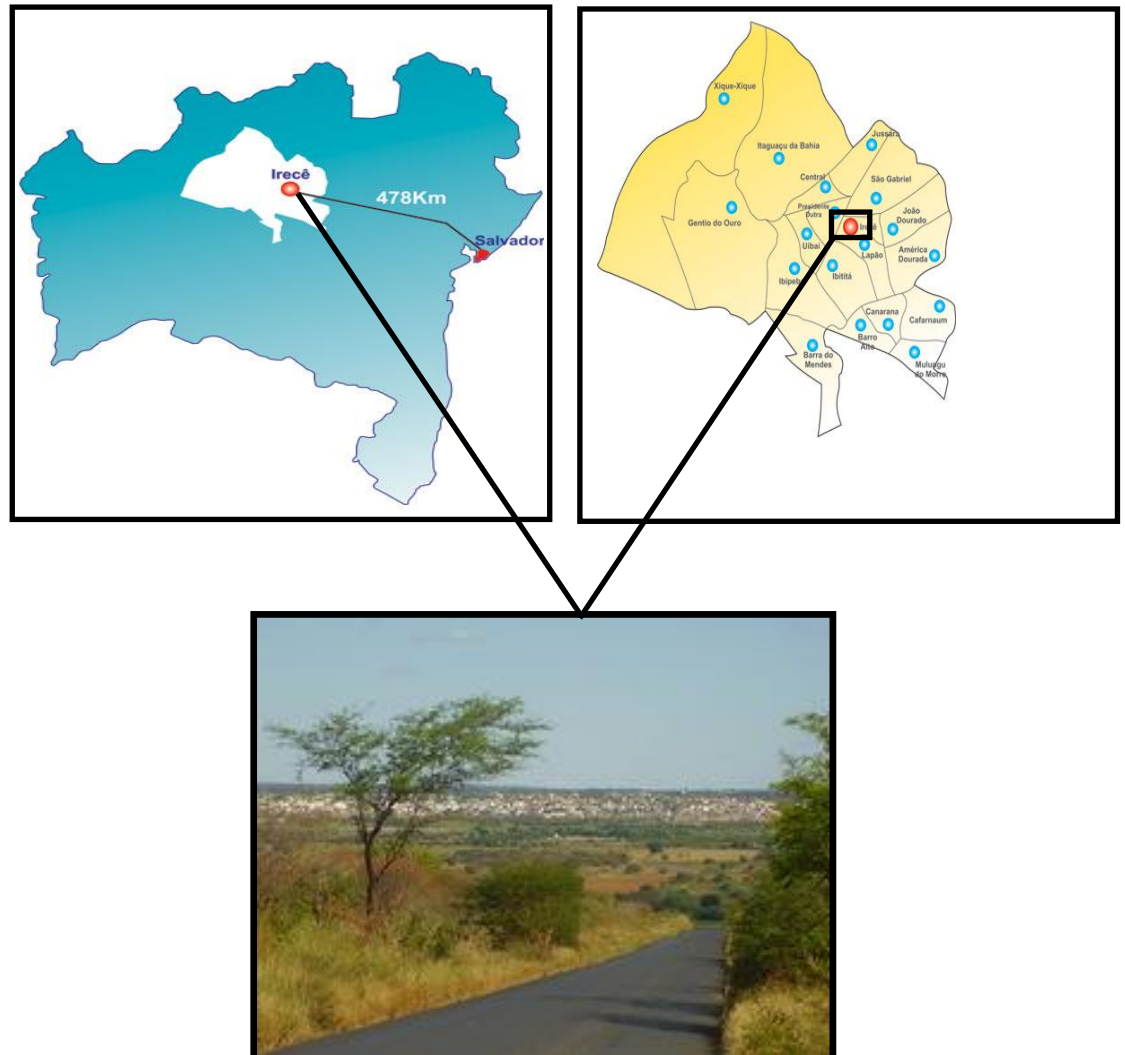 Irecê
478Km
Salvador
Xique-Xique
Jussára
Itaguaçu da Bahia
Central
São Gabriel
Presidente
Dutra
João
Dourado
Gentio do Ouro
Irecê
Uibaí
Lapão
América
Dourada
Ibipeba
Ibititá
Canarana
Cafarnaum
Barro
Alto
Barra do
Mendes
Mulungu
do Morro